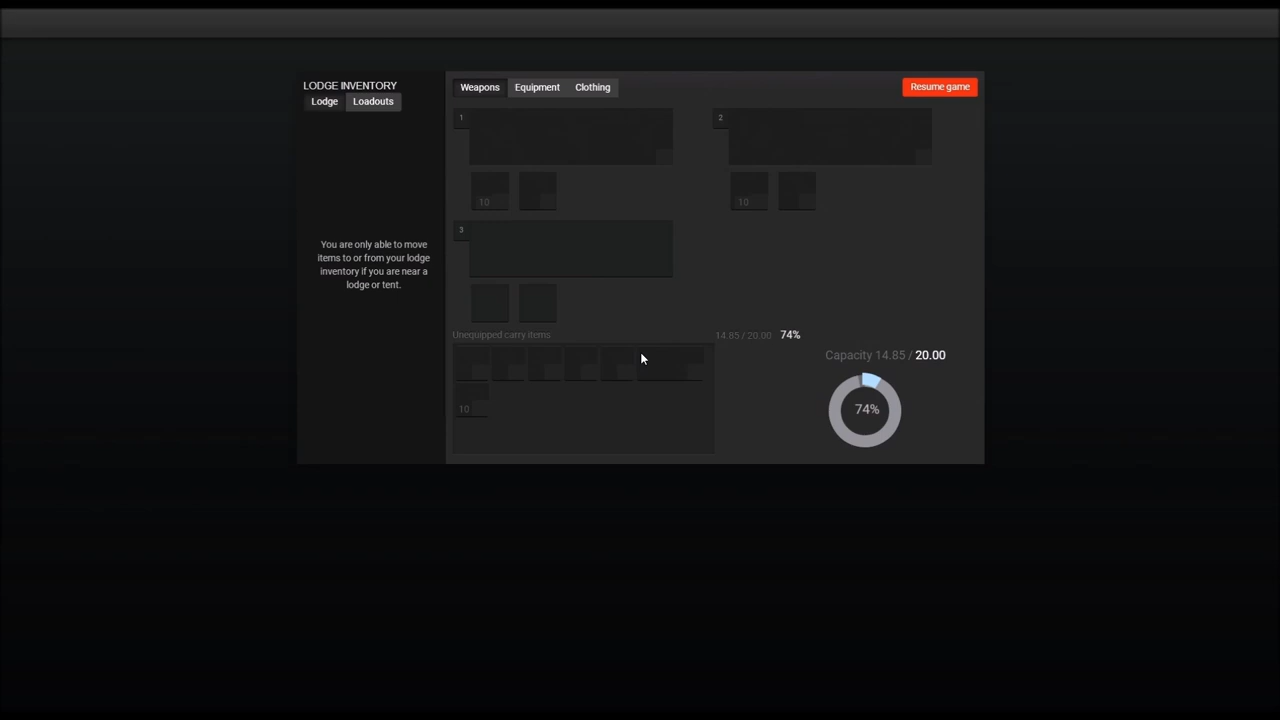 LODGE INVENTORY
Lodge Loadouts
Weapons Equipment Clothing
Resume game
1
2
10
10
3
You are only able to move
items to or from your lodge
inventory if you are near a
lodge or tent.
Unequipped carry items
14.85 / 20.00 74%
Capacity 14.85 / 20.00
74%
10